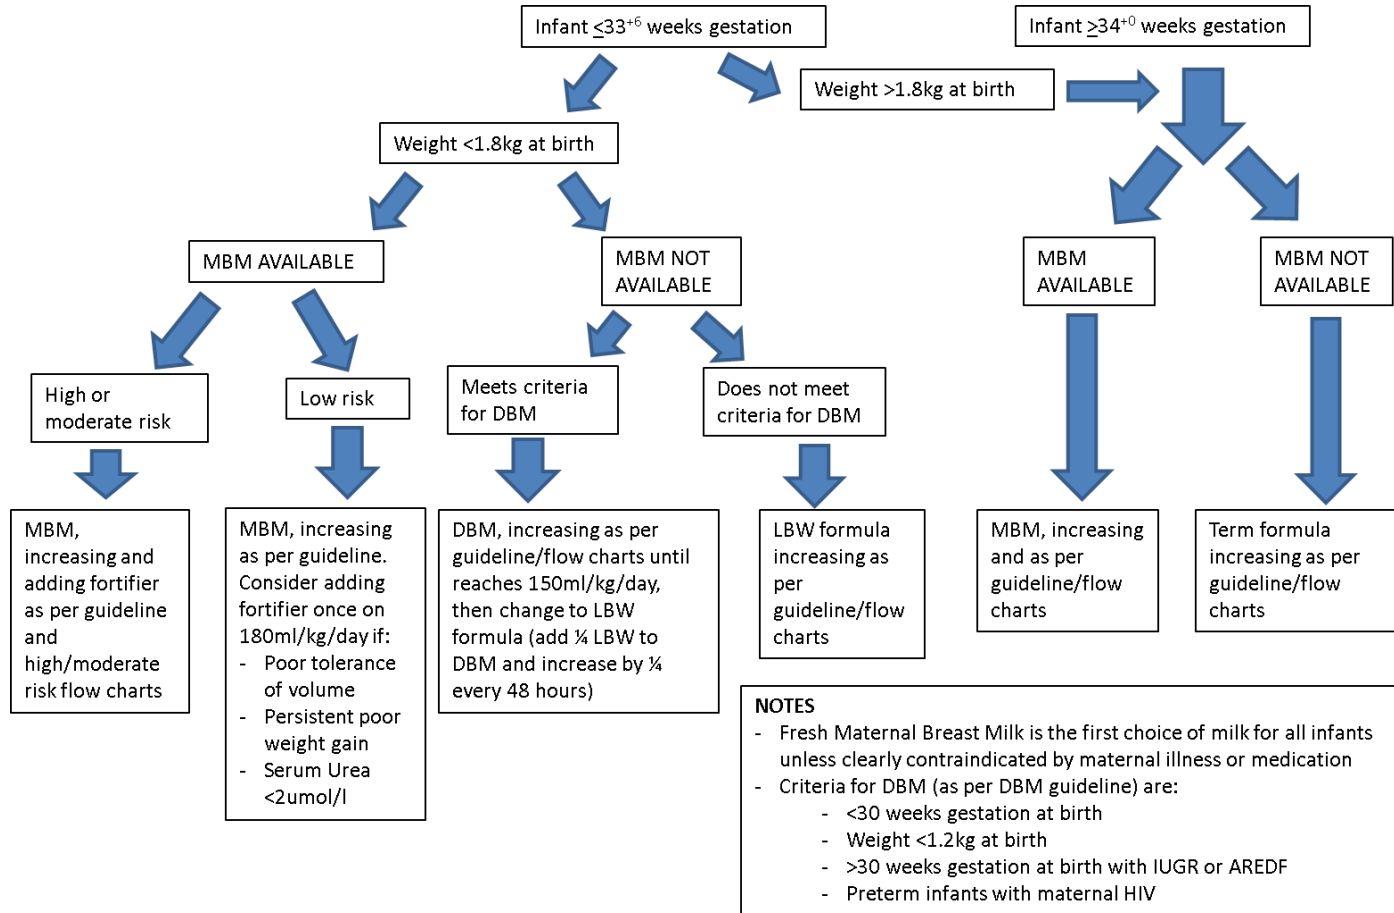 Infant ≤33+6 weeks gestation
Infant ≥34+0 weeks gestation
Weight >1.8kg at birth
Weight <1.8kg at birth
MBM AVAILABLE
MBM NOT
AVAILABLE
MBM
AVAILABLE
MBM NOT
AVAILABLE
High or
moderate risk
Low risk
Meets criteria
for DBM
Does not meet
criteria for DBM
MBM,
increasing and
adding fortifier
as per guideline
and
high/moderate
risk flow charts
MBM, increasing
as per guideline.
Consider adding
fortifier once on
180ml/kg/day if:
- Poor tolerance
of volume
- Persistent poor
weight gain
- Serum Urea
<2umol/l
DBM, increasing as per
guideline/flow charts until
reaches 150ml/kg/day,
then change to LBW
formula (add ¼ LBW to
DBM and increase by ¼
every 48 hours)
LBW formula
increasing as
per
guideline/flow
charts
MBM, increasing
and as per
guideline/flow
charts
Term formula
increasing as per
guideline/flow
charts
NOTES
- Fresh Maternal Breast Milk is the first choice of milk for all infants
unless clearly contraindicated by maternal illness or medication
- Criteria for DBM (as per DBM guideline) are:
- <30 weeks gestation at birth
- Weight <1.2kg at birth
- >30 weeks gestation at birth with IUGR or AREDF
- Preterm infants with maternal HIV